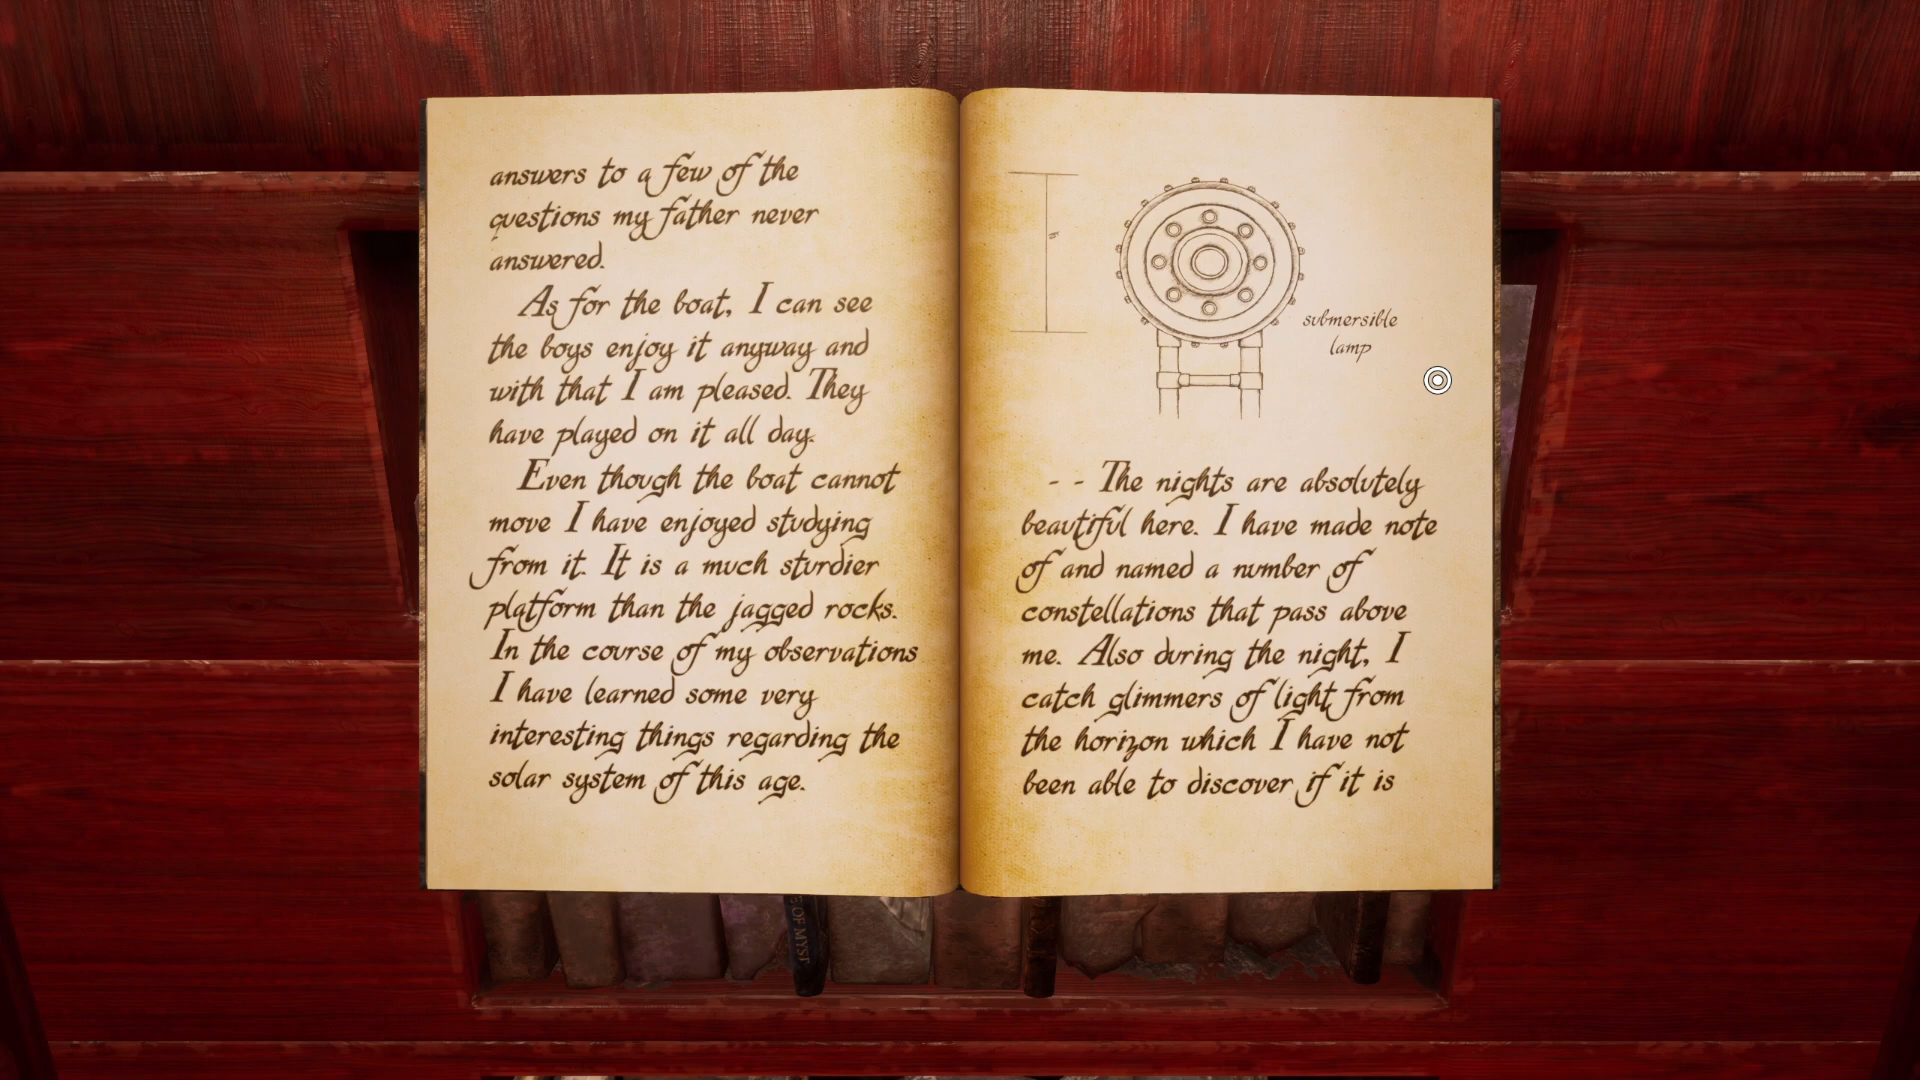 answers to a few of the
questions my father never
answered.
As for the boat, I can see
the boys enjoy it anyway and
with that I am pleased. They
have played on it all day.
Even though the boat cannot
move I have enjoyed studying
from it. It is a much sturdier
platform than the jagged rocks.
In the course of my observations
I have learned some very
interesting things regarding the
solar system of this age.
submersible
lamp
- - The nights are absolutely
beautiful here. I have made note
of and named a number of
constellations that pass above
me. Also during the night, I
catch glimmers of light from
the horizon which I have not
been able to discover if it is
OF MYST